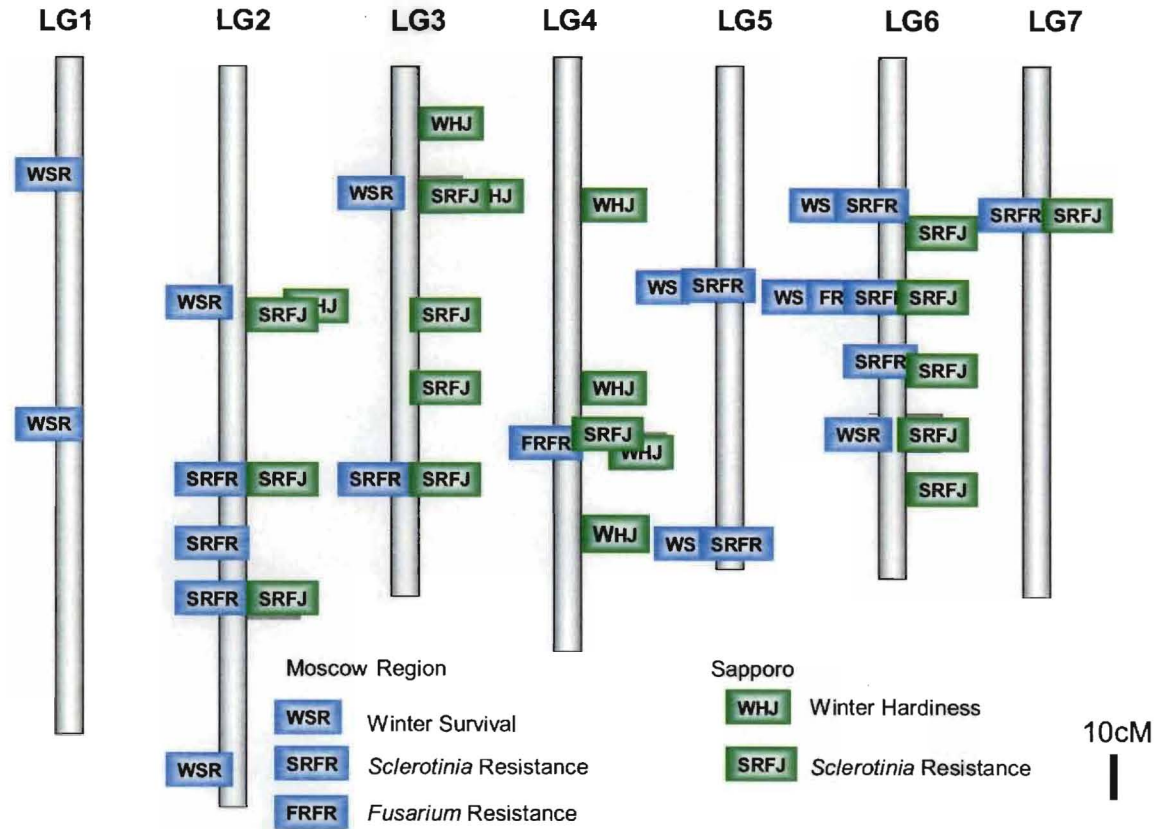 LG1 LG2 LG3 LG4 LG5 LG6 LG7
WHJ
WSR
WSR SRFJ HJ
WHJ
WS SRFR
SRFJ
SRFR SRFJ
WSR SRFJ HJ
SRFJ
WS SRFR
WS FR SRF SRFJ
SRFR SRFJ
SRFJ
WHJ
WSR
FRFR SRFJ WHJ
WSR SRFJ
SRFR SRFJ
SRFR SRFJ
SRFJ
SRFR
WHJ
WS SRFR
SRFR SRFJ
WSR
Moscow Region
WSR Winter Survival
SRFR Sclerotinia Resistance
FRFR Fusarium Resistance
Sapporo
WHJ Winter Hardiness
SRFJ Sclerotinia Resistance
10cM